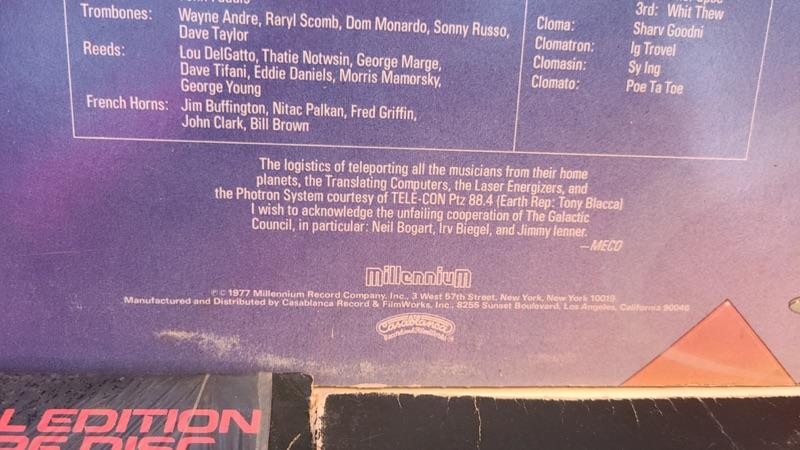 Trombones: Wayne Andre, Raryl Scomb, Dom Monardo, Sonny Russo,
Dave Taylor
Reeds: Lou DelGatto, Thatie Notwsin, George Marge,
Dave Tifani, Eddie Daniels, Morris Mamorsky,
George Young
French Horns: Jim Buffington, Nitac Palkan, Fred Griffin,
John Clark, Bill Brown
3rd: Whit Thew
Cloma: Sharv Goodni
Clomatron: Ig Trovel
Clomasin: Sy Ing
Clomato: Poe Ta Toe
The logistics of teleporting all the musicians from their home
planets, the Translating Computers, the Laser Energizers, and
the Photron System courtesy of TELE-CON Ptz 88.4 (Earth Rep: Tony Blacca)
I wish to acknowledge the unfailing cooperation of The Galactic
Council, in particular: Neil Bogart, Irv Biegel, and Jimmy Ienner.
—MECO
millennium
℗ © 1977 Millennium Record Company, Inc., 3 West 57th Street, New York, New York 10019
Manufactured and Distributed by Casablanca Record & FilmWorks, Inc., 8255 Sunset Boulevard, Los Angeles, California 90046
Casablanca
Record and FilmWorks
L EDITION
DISC